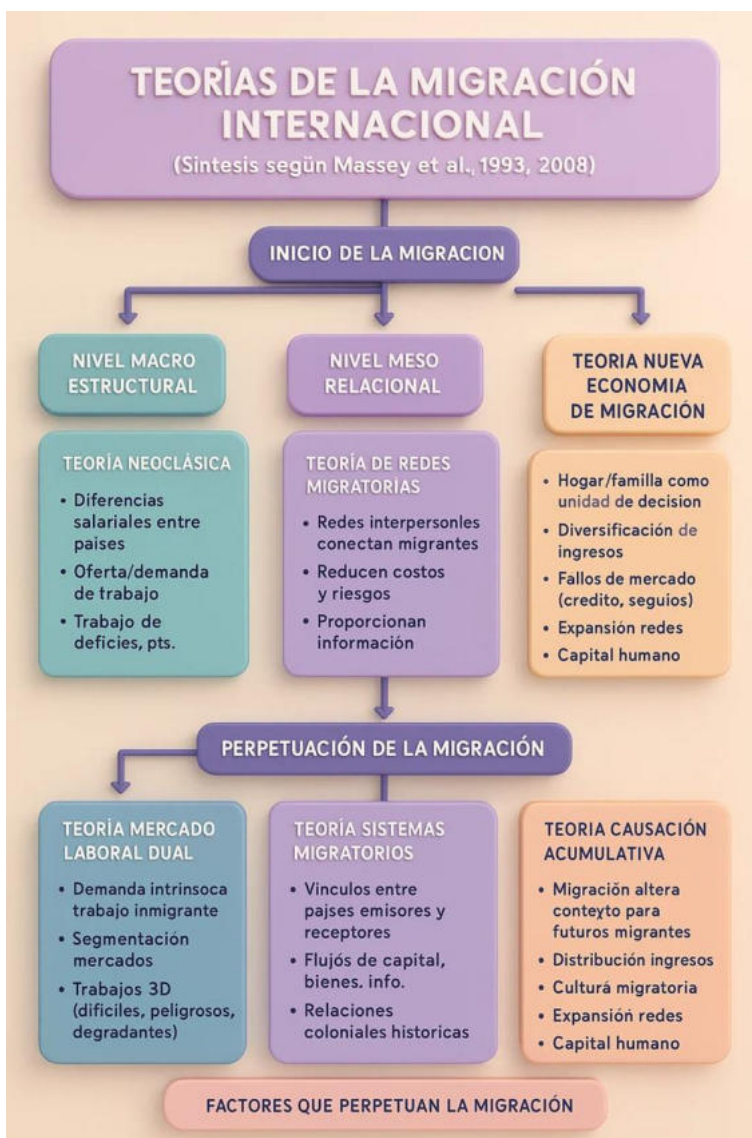 TEORÍAS DE LA MIGRACIÓN
INTERNACIONAL
(Sintesis según Massey et al., 1993, 2008)
INICIO DE LA MIGRACION
NIVEL MACRO
ESTRUCTURAL
TEORÍA NEOCLÁSICA
• Diferencias
salariales entre
paises
• Oferta/demanda
de trabajo
• Trabajo de
deficies, pts.
NIVEL MESO
RELACIONAL
TEORÍA DE REDES
MIGRATORIAS
• Redes interpersonles
conectan migrantes
• Reducen costos
y riesgos
• Proporcionan
información
TEORIA NUEVA
ECONOMIA
DE MIGRACIÓN
• Hogar/familla como
unidad de decision
• Diversificación de
ingresos
• Fallos de mercado
(credito, seguios)
• Expansión redes
• Capital humano
PERPETUACIÓN DE LA MIGRACIÓN
TEORÍA MERCADO
LABORAL DUAL
• Demanda intrinsoca
trabajo inmigrante
• Segmentación
mercados
• Trabajos 3D
(dificiles, peligrosos,
degradantes)
TEORÍA SISTEMAS
MIGRATORIOS
• Vinculos entre
pajses emisores y
receptores
• Flujós de capital,
bienes. info.
• Relaciones
coloniales historicas
TEORIA CAUSACIÓN
ACUMULATIVA
• Migración altera
contexto para
futuros migrantes
• Distribución ingresos
• Culturá migratoria
• Expansión redes
• Capital humano
FACTORES QUE PERPETUAN LA MIGRACIÓN